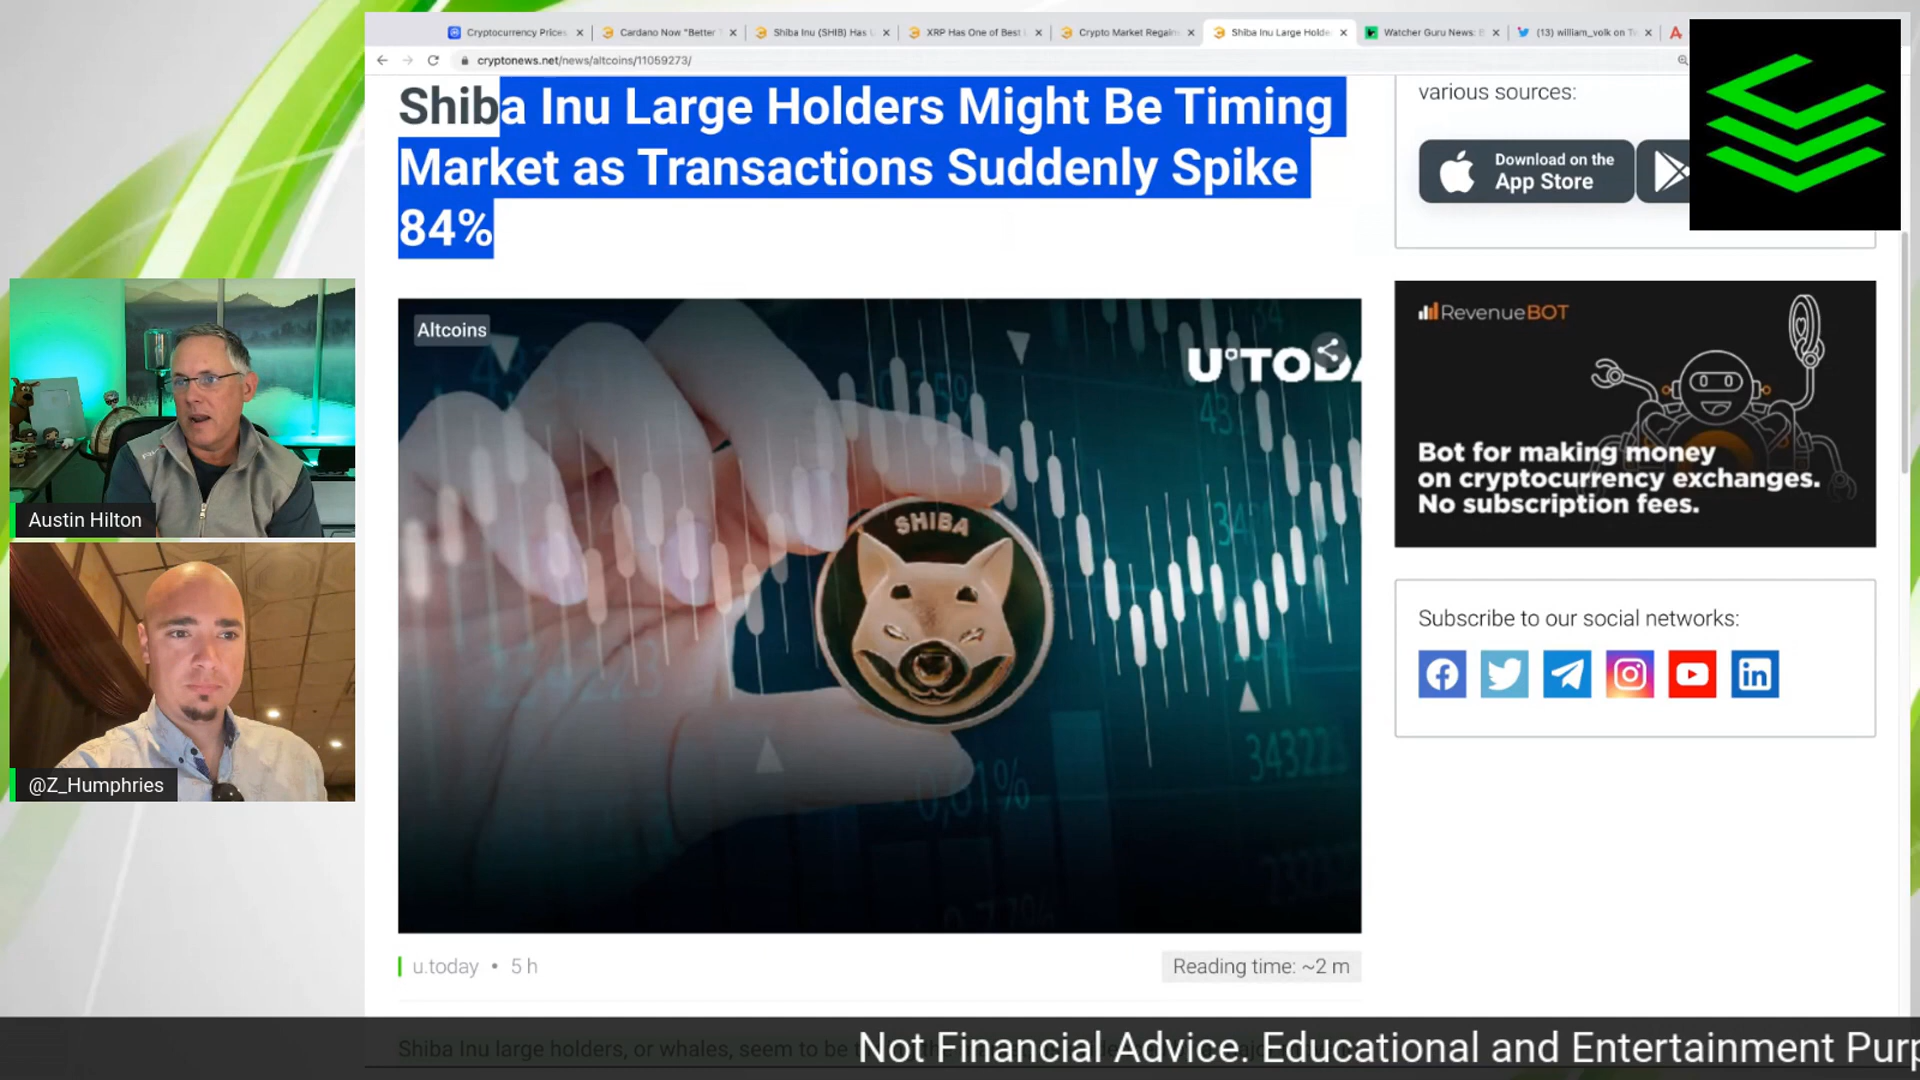 Cryptocurrency Prices
Cardano Now "Better
Shiba Inu (SHIB) Has
XRP Has One of Best
Crypto Market Regain
Shiba Inu Large Holde
Watcher Guru News:
(13) william_volk on
cryptonews.net/news/altcoins/11059273/
Shiba Inu Large Holders Might Be Timing
Market as Transactions Suddenly Spike
84%
various sources:
Download on the
App Store
Altcoins
U°TODA
SHIBA
RevenueBOT
Bot for making money
on cryptocurrency exchanges.
No subscription fees.
Subscribe to our social networks:
Austin Hilton
@Z_Humphries
34322
0,01%
u.today • 5 h
Reading time: ~2 m
Shiba Inu large holders, or whales, seem to be
Not Financial Advice. Educational and Entertainment Purp